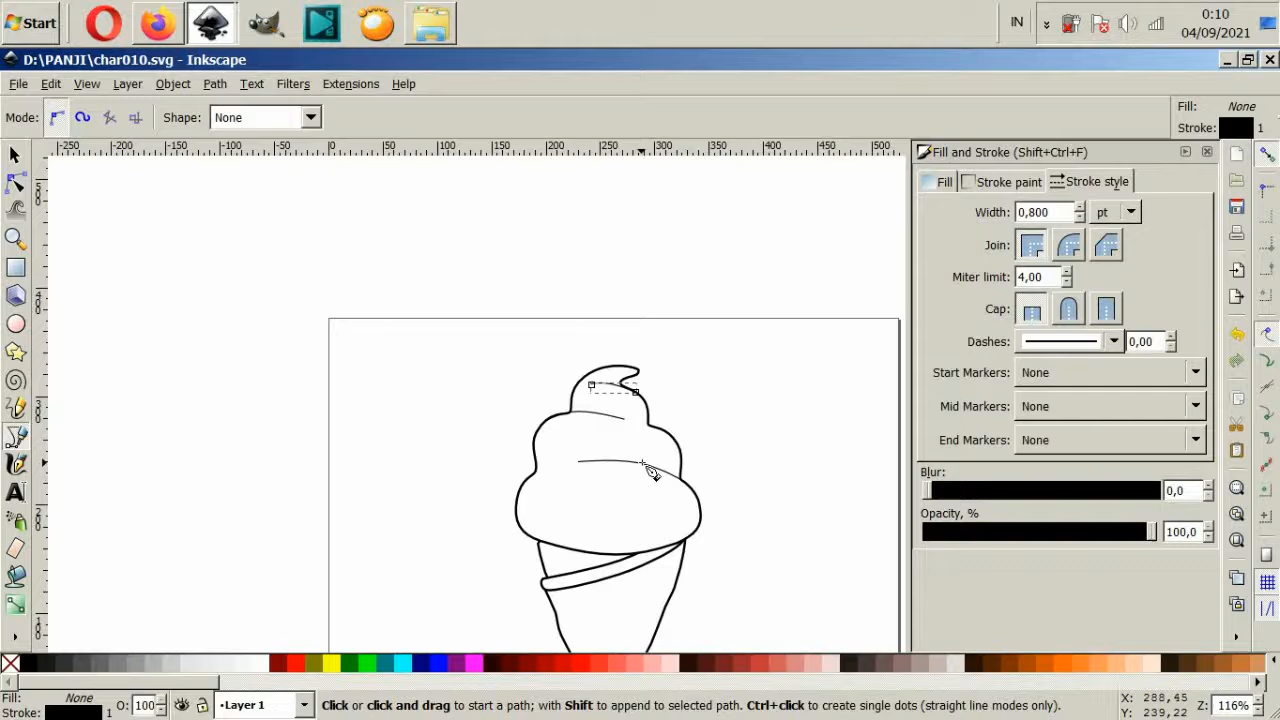 Start
IN
0:10
04/09/2021
D:\PANJI\char010.svg - Inkscape
File Edit View Layer Object Path Text Filters Extensions Help
Mode: Shape: None
Fill: None
Stroke: 1
-250 -200 -150 -100 -50 0 50 100 150 200 250 300 350 400 450 500
Fill and Stroke (Shift+Ctrl+F)
Fill Stroke paint Stroke style
Width: 0,800 pt
Join:
Miter limit: 4,00
Cap:
Dashes: 0,00
Start Markers: None
Mid Markers: None
End Markers: None
Blur:
0,0
Opacity, %
100,0
Fill: None
Stroke: 1
O: 100
•Layer 1
Click or click and drag to start a path; with Shift to append to selected path. Ctrl+click to create single dots (straight line modes only).
X: 288,45
Y: 239,22
Z: 116%